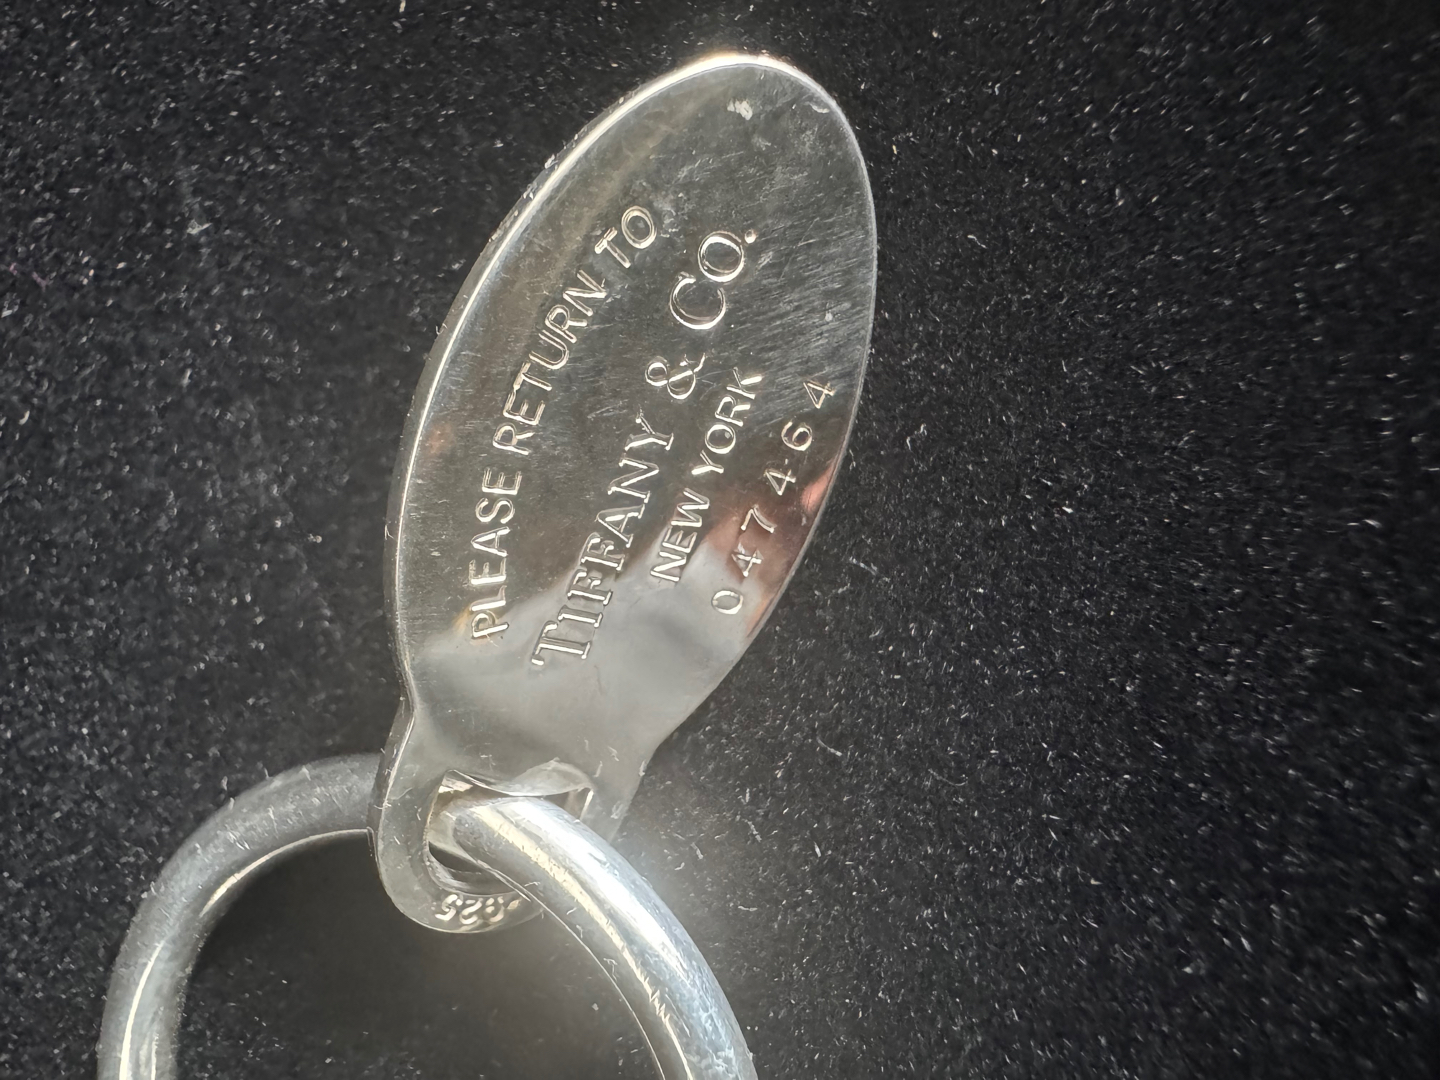 PLEASE RETURN TO
TIFFANY & CO.
NEW YORK
047464
.925